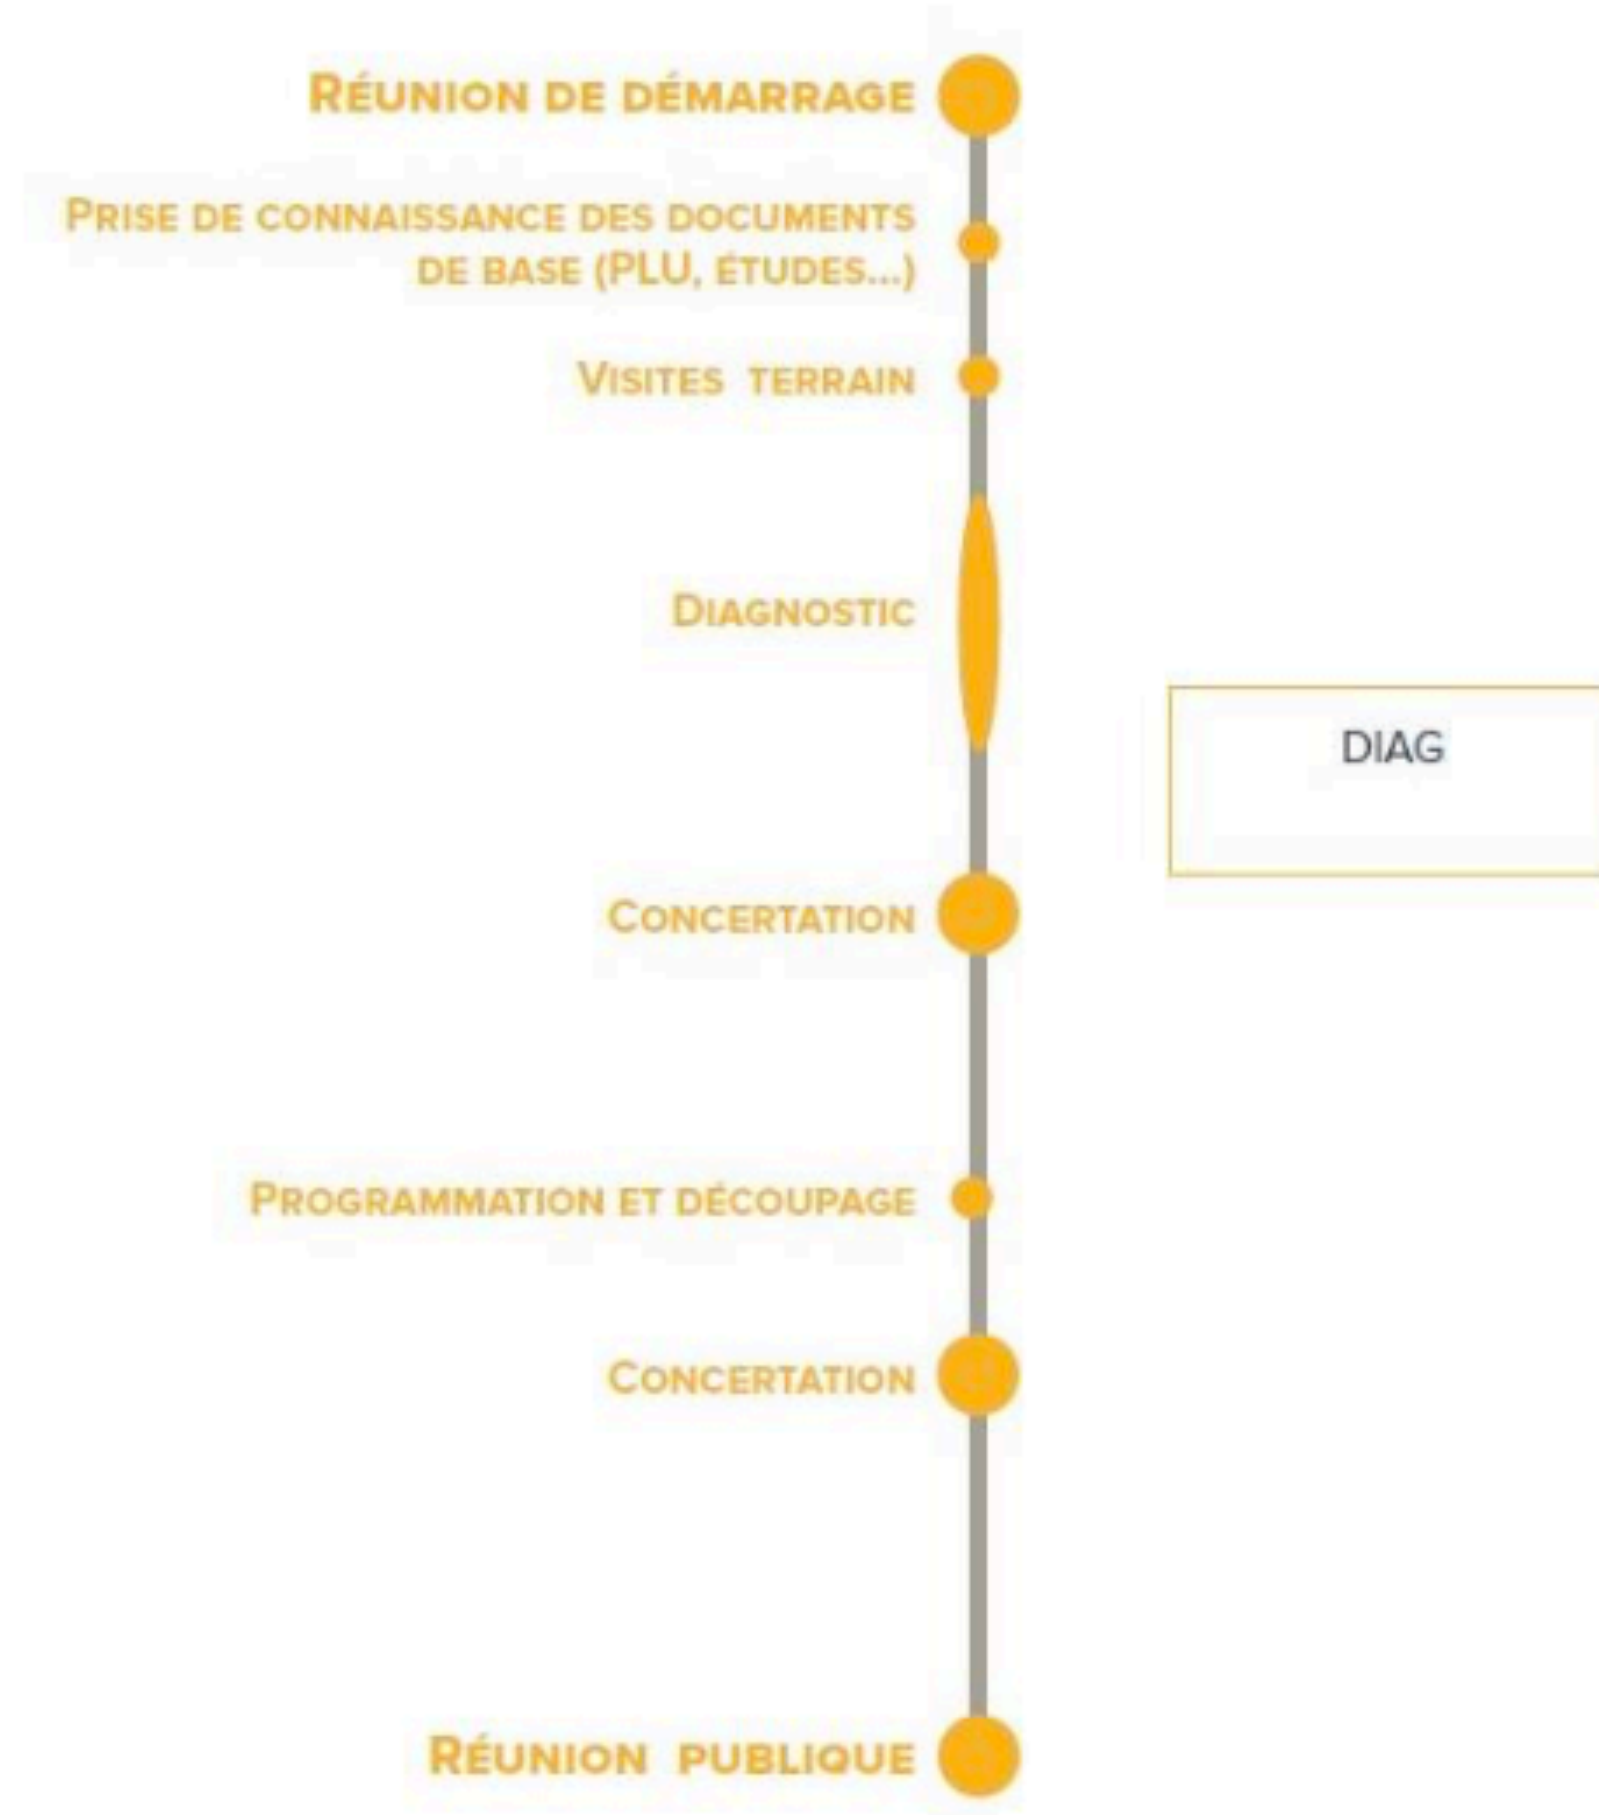 RÉUNION DE DÉMARRAGE
PRISE DE CONNAISSANCE DES DOCUMENTS
DE BASE (PLU, ÉTUDES...)
VISITES TERRAIN
DIAGNOSTIC
DIAG
CONCERTATION
PROGRAMMATION ET DÉCOUPAGE
CONCERTATION
RÉUNION PUBLIQUE